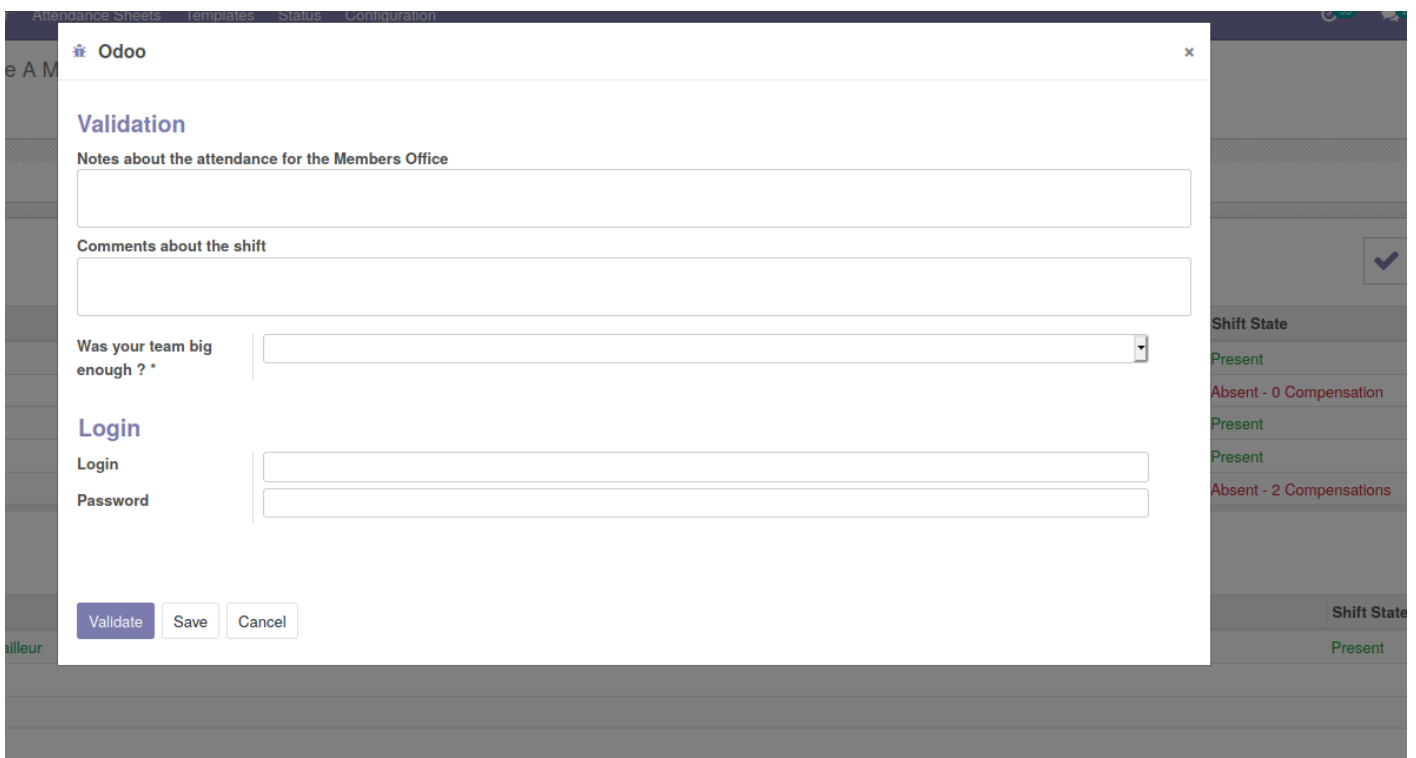 Attendance Sheets Templates Status Configuration
Odoo ×
e A M
Validation
Notes about the attendance for the Members Office
Comments about the shift
Was your team big
enough ? *
Shift State
Present
Absent - 0 Compensation
Present
Present
Absent - 2 Compensations
Login
Login
Password
Validate Save Cancel
Shift State
ailleur Present